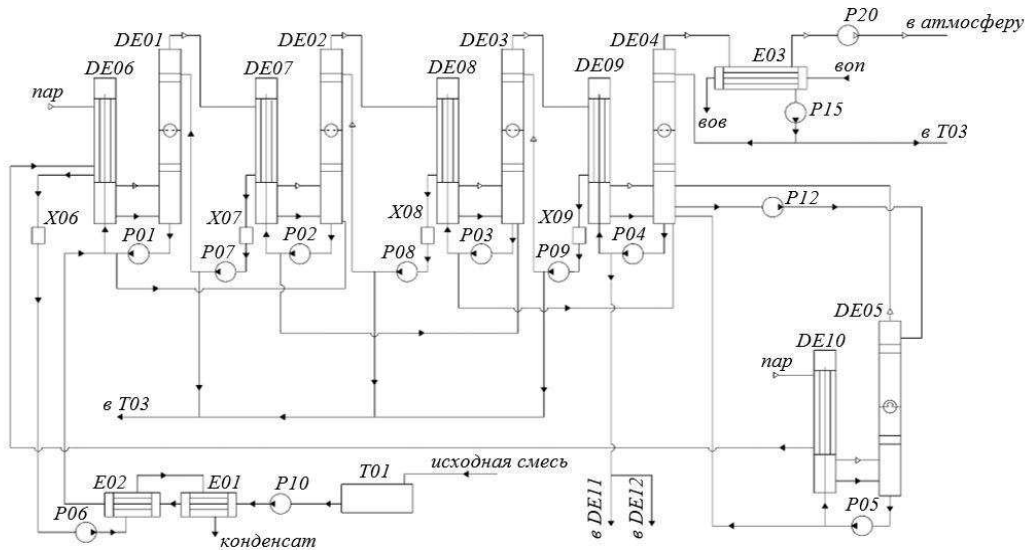 P20
в атмосферу
DE01
DE02
DE03
DE04
E03
DE06
DE07
DE08
DE09
воп
пар
вов
P15
в T03
X06
X07
X08
X09
P12
P01
P07
P02
P08
P03
P09
P04
DE05
DE10
пар
в T03
исходная смесь
E02
E01
P10
T01
P06
конденсат
в DE11
в DE12
P05